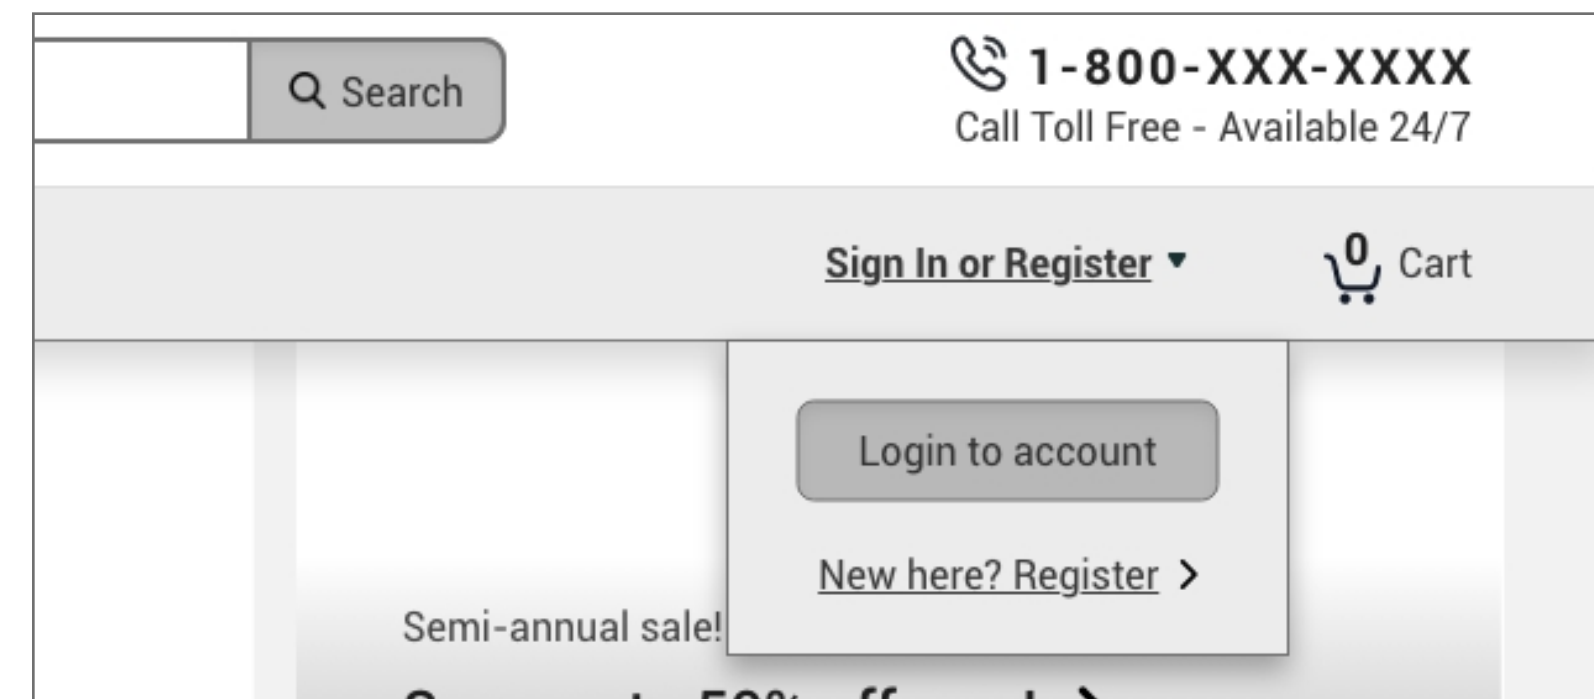 Search
1-800-XXX-XXXX
Call Toll Free - Available 24/7
Sign In or Register
0 Cart
Login to account
New here? Register
Semi-annual sale!
50%